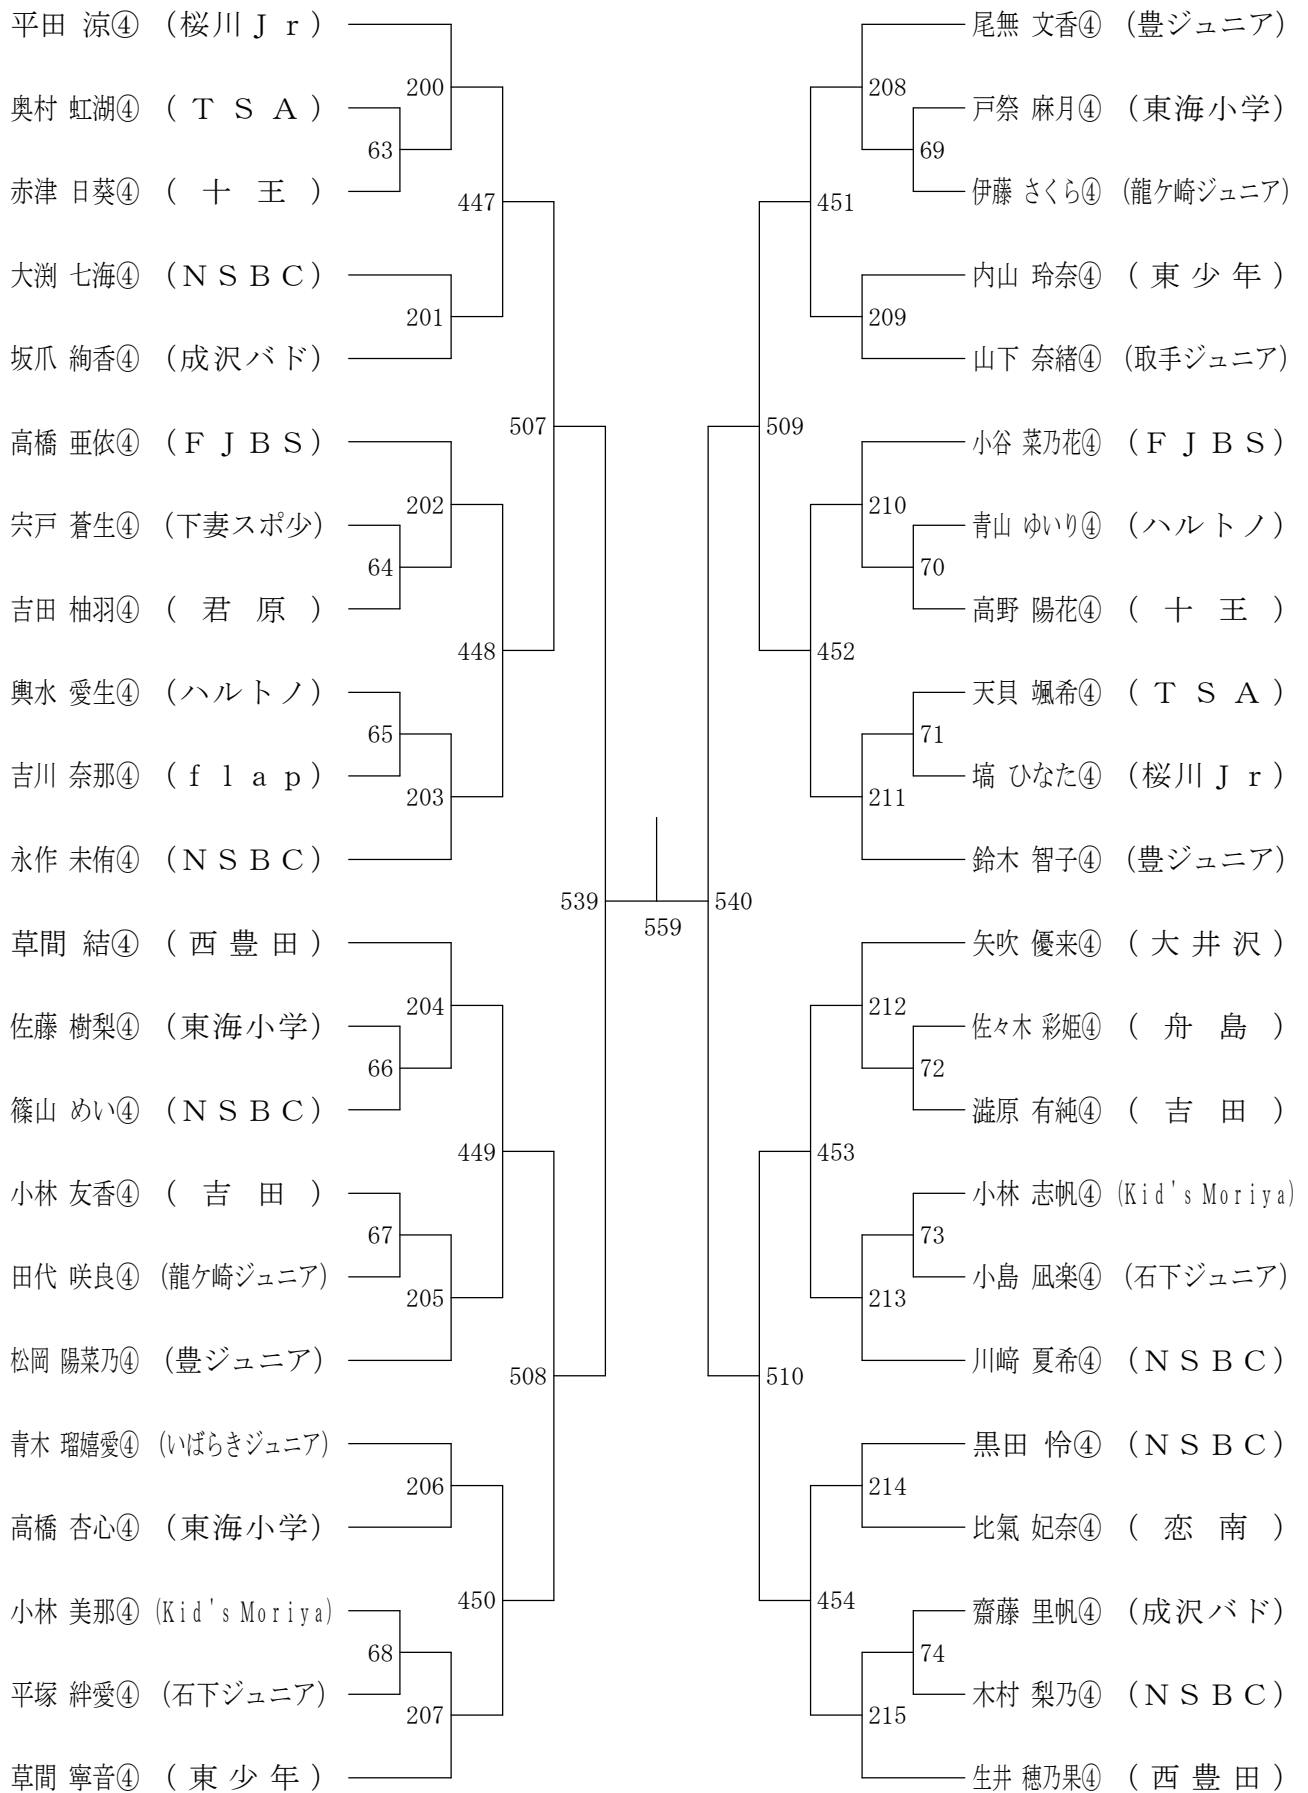 平田 涼④ (桜川Ｊｒ)
200
奥村 虹湖④ (ＴＳＡ)
63
赤津 日葵④ (十王)
447
大渕 七海④ (ＮＳＢＣ)
201
坂爪 絢香④ (成沢バド)
507
高橋 亜依④ (ＦＪＢＳ)
202
宍戸 蒼生④ (下妻スポ少)
64
吉田 柚羽④ (君原)
448
輿水 愛生④ (ハルトノ)
65
吉川 奈那④ (ｆｌａｐ)
203
永作 未侑④ (ＮＳＢＣ)
539
草間 結④ (西豊田)
204
佐藤 樹梨④ (東海小学)
66
篠山 めい④ (ＮＳＢＣ)
449
小林 友香④ (吉田)
67
田代 咲良④ (龍ケ崎ジュニア)
205
松岡 陽菜乃④ (豊ジュニア)
508
青木 瑠嬉愛④ (いばらきジュニア)
206
高橋 杏心④ (東海小学)
450
小林 美那④ (Kid's Moriya)
68
平塚 絆愛④ (石下ジュニア)
207
草間 寧音④ (東少年)
559
尾無 文香④ (豊ジュニア)
208
戸祭 麻月④ (東海小学)
69
伊藤 さくら④ (龍ケ崎ジュニア)
451
内山 玲奈④ (東少年)
209
山下 奈緒④ (取手ジュニア)
509
小谷 菜乃花④ (ＦＪＢＳ)
210
青山 ゆいり④ (ハルトノ)
70
高野 陽花④ (十王)
452
天貝 颯希④ (ＴＳＡ)
71
塙 ひなた④ (桜川Ｊｒ)
211
鈴木 智子④ (豊ジュニア)
540
矢吹 優来④ (大井沢)
212
佐々木 彩姫④ (舟島)
72
澁原 有純④ (吉田)
453
小林 志帆④ (Kid's Moriya)
73
小島 凪楽④ (石下ジュニア)
213
川﨑 夏希④ (ＮＳＢＣ)
510
黒田 怜④ (ＮＳＢＣ)
214
比氣 妃奈④ (恋南)
454
齋藤 里帆④ (成沢バド)
74
木村 梨乃④ (ＮＳＢＣ)
215
生井 穂乃果④ (西豊田)